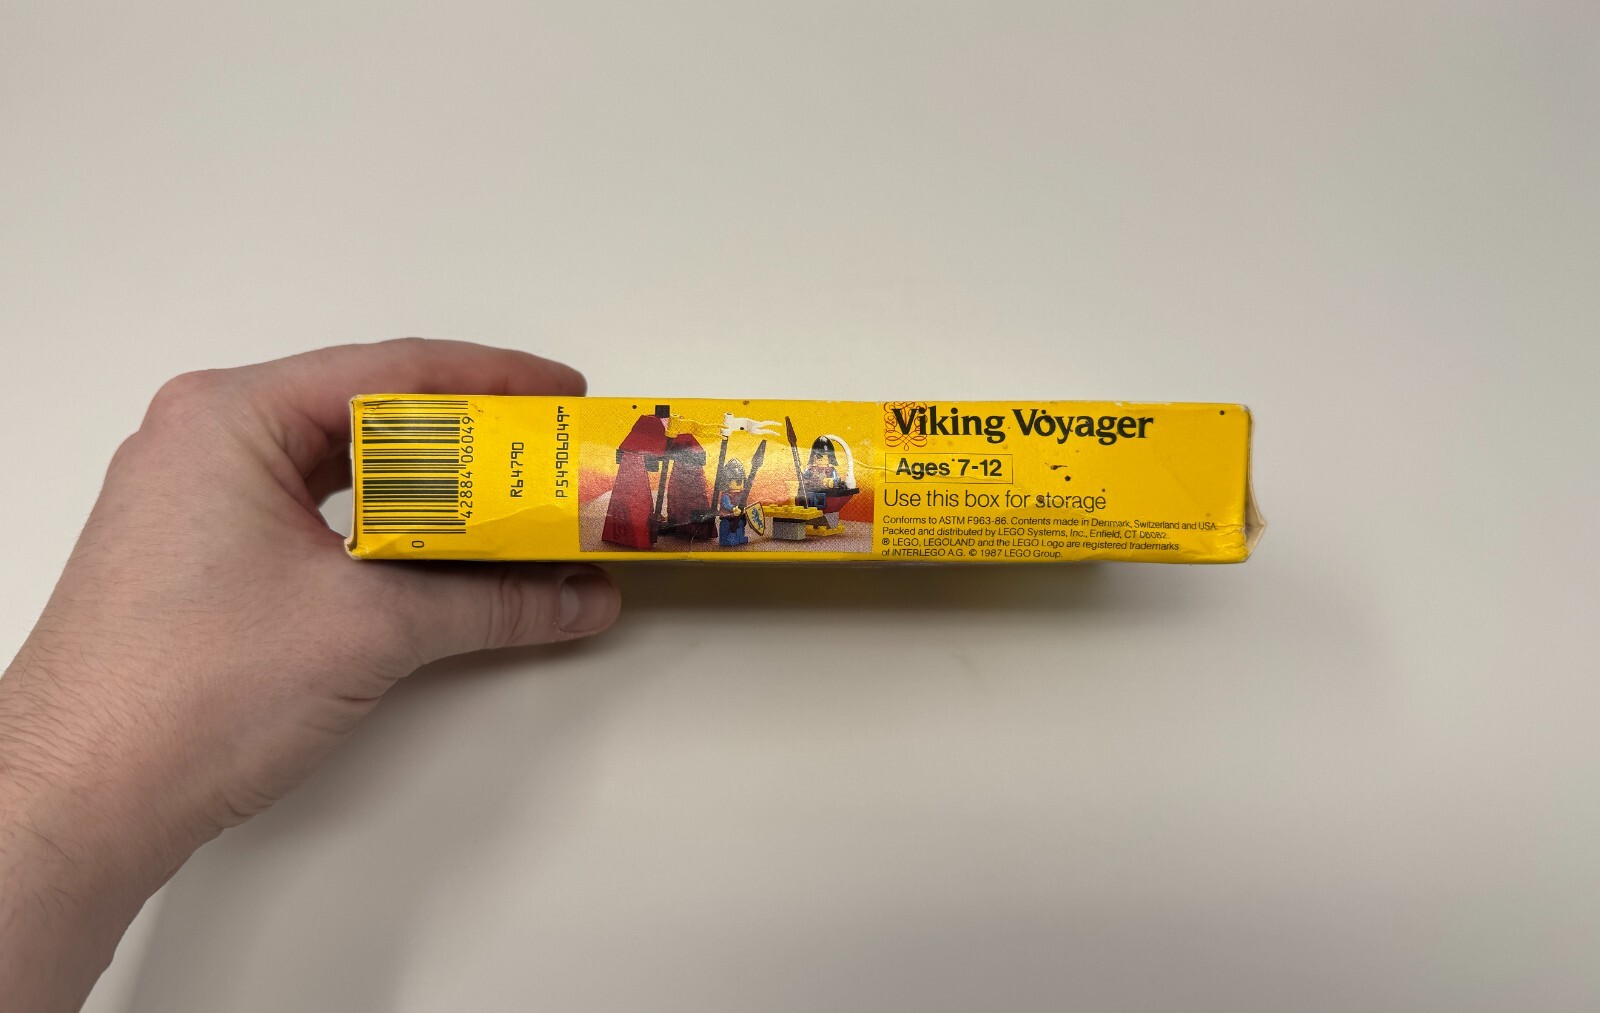 0 42884 06049
R64790
P54906049"
Viking Voyager
Ages 7-12
Use this box for storage
Conforms to ASTM F963-86. Contents made in Denmark, Switzerland and USA.
Packed and distributed by LEGO Systems, Inc., Enfield, CT 06082.
® LEGO, LEGOLAND and the LEGO Logo are registered trademarks
of INTERLEGO A.G. © 1987 LEGO Group.